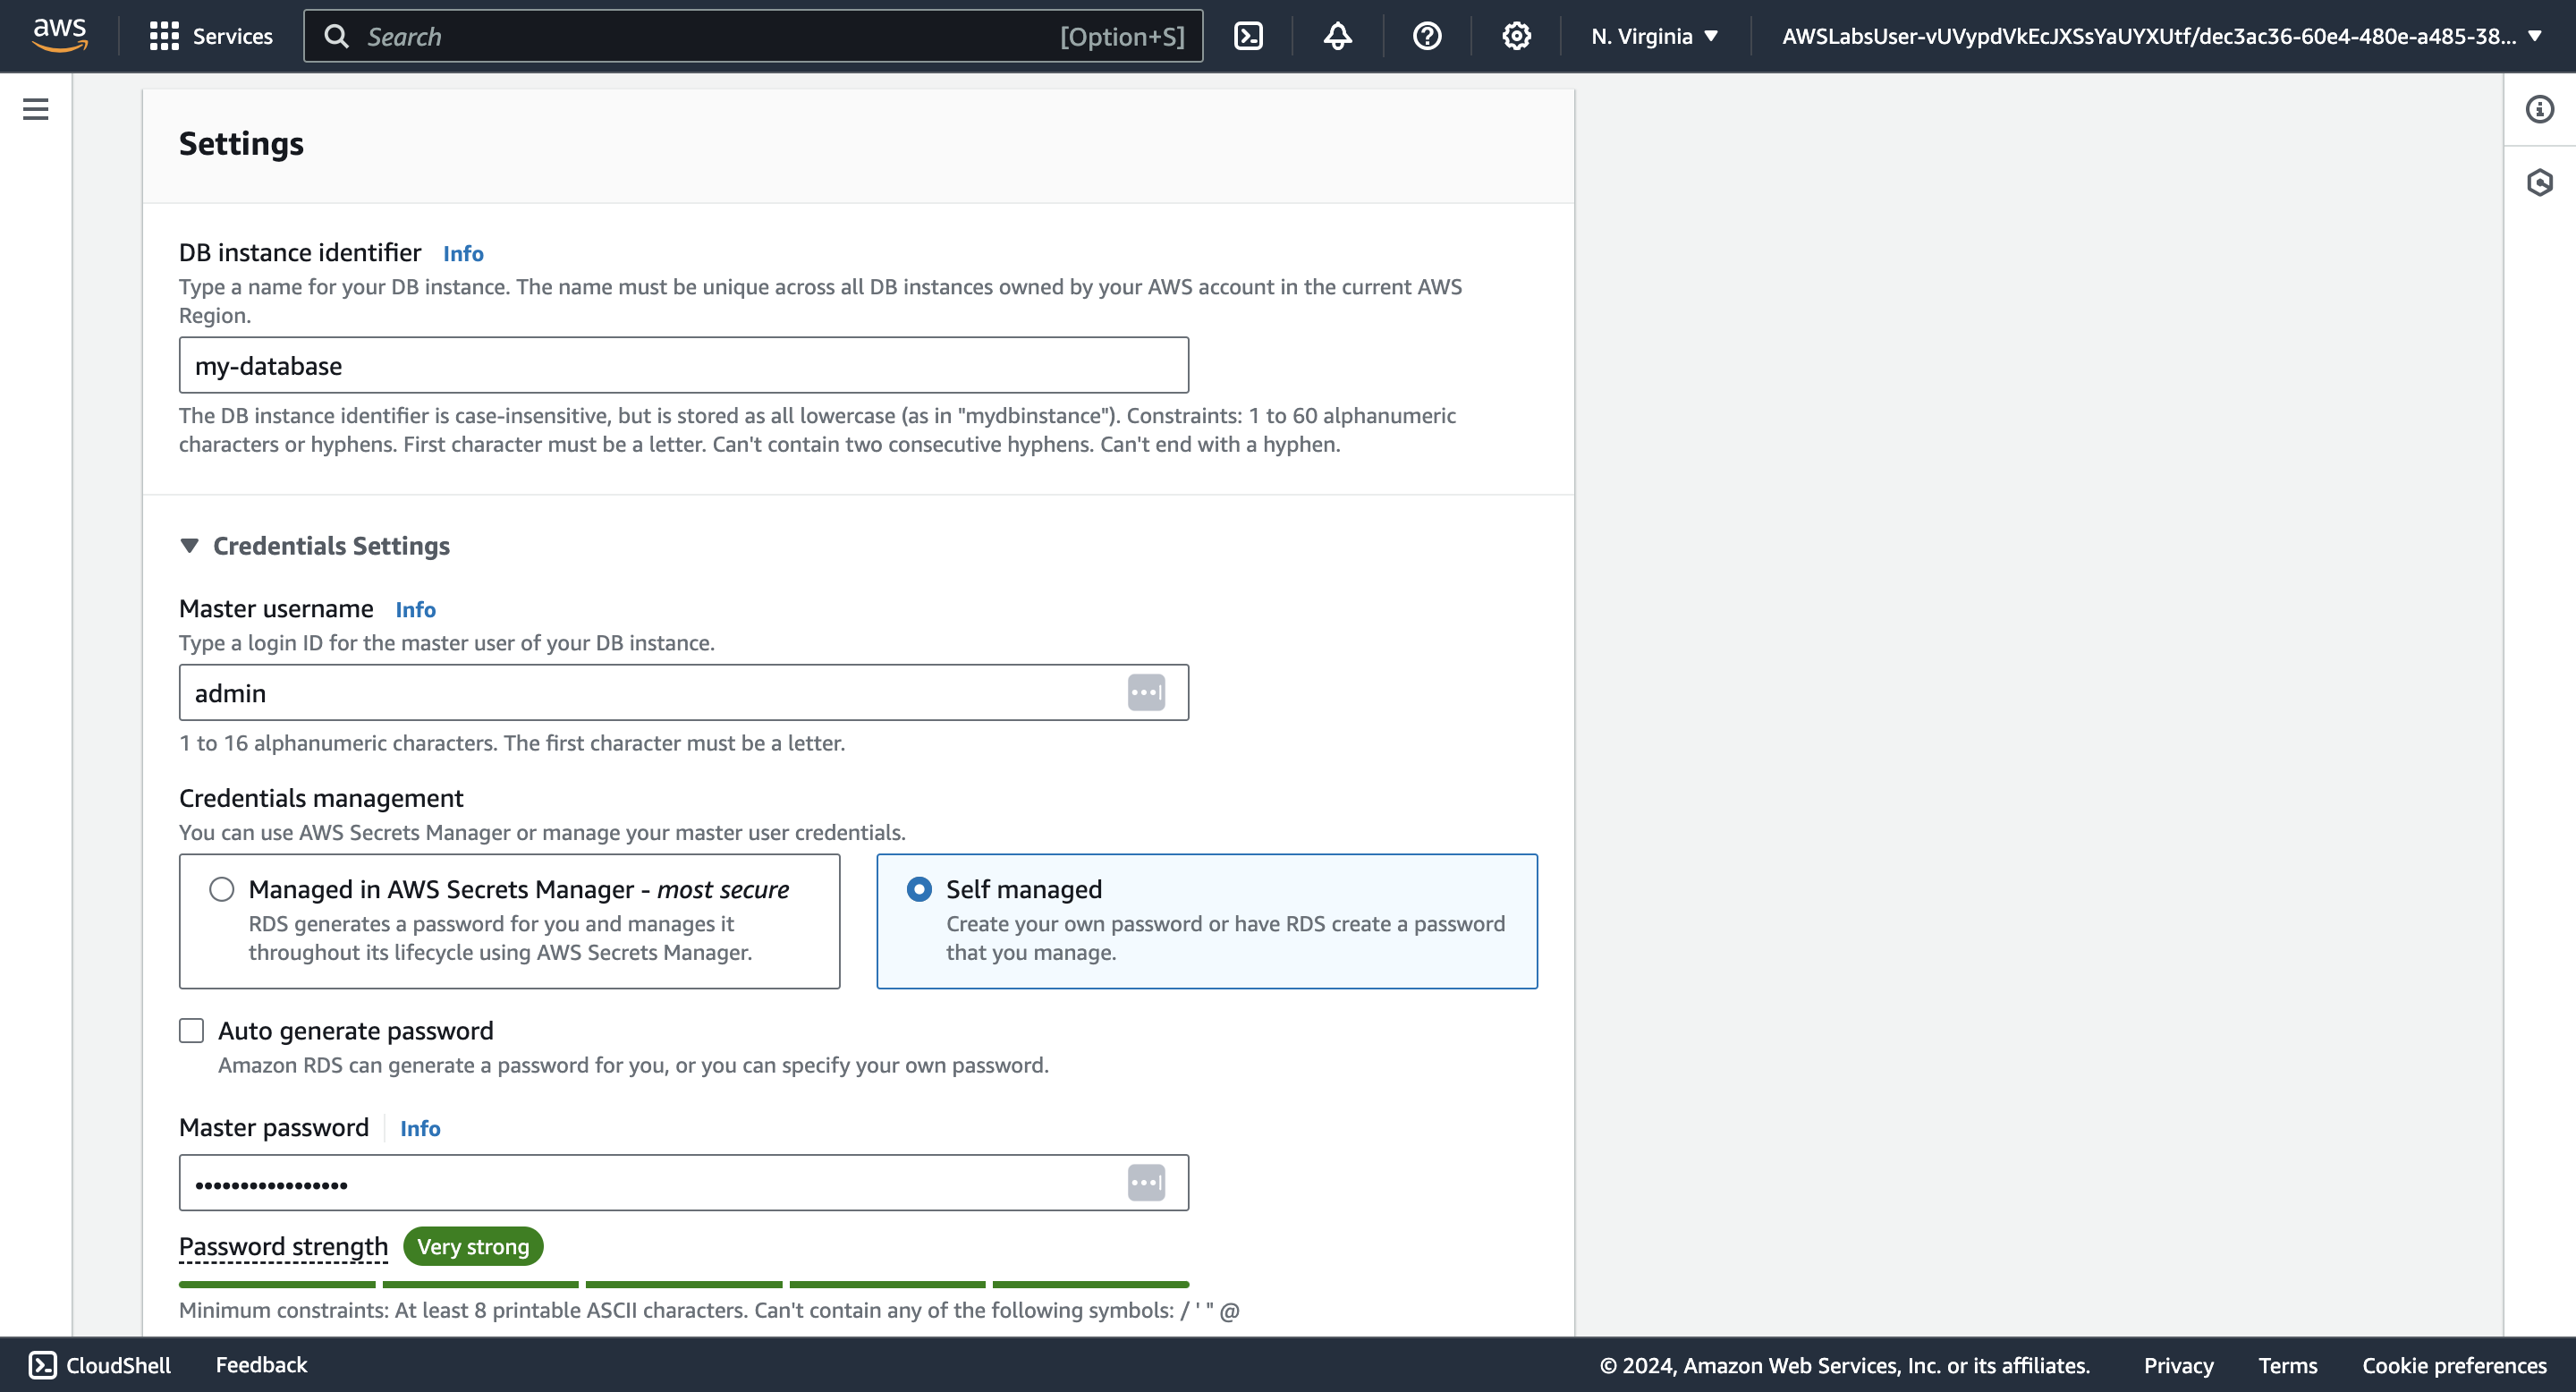 aws
Services
Search
[Option+S]
N. Virginia
AWSLabsUser-vUVypdVkEcJXSsYaUYXUtf/dec3ac36-60e4-480e-a485-38...
Settings
DB instance identifier Info
Type a name for your DB instance. The name must be unique across all DB instances owned by your AWS account in the current AWS
Region.
my-database
The DB instance identifier is case-insensitive, but is stored as all lowercase (as in "mydbinstance"). Constraints: 1 to 60 alphanumeric
characters or hyphens. First character must be a letter. Can't contain two consecutive hyphens. Can't end with a hyphen.
Credentials Settings
Master username Info
Type a login ID for the master user of your DB instance.
admin
1 to 16 alphanumeric characters. The first character must be a letter.
Credentials management
You can use AWS Secrets Manager or manage your master user credentials.
Managed in AWS Secrets Manager - most secure
RDS generates a password for you and manages it
throughout its lifecycle using AWS Secrets Manager.
Self managed
Create your own password or have RDS create a password
that you manage.
Auto generate password
Amazon RDS can generate a password for you, or you can specify your own password.
Master password Info
•••••••••••••••••
Password strength Very strong
Minimum constraints: At least 8 printable ASCII characters. Can't contain any of the following symbols: / ' " @
CloudShell
Feedback
© 2024, Amazon Web Services, Inc. or its affiliates.
Privacy
Terms
Cookie preferences